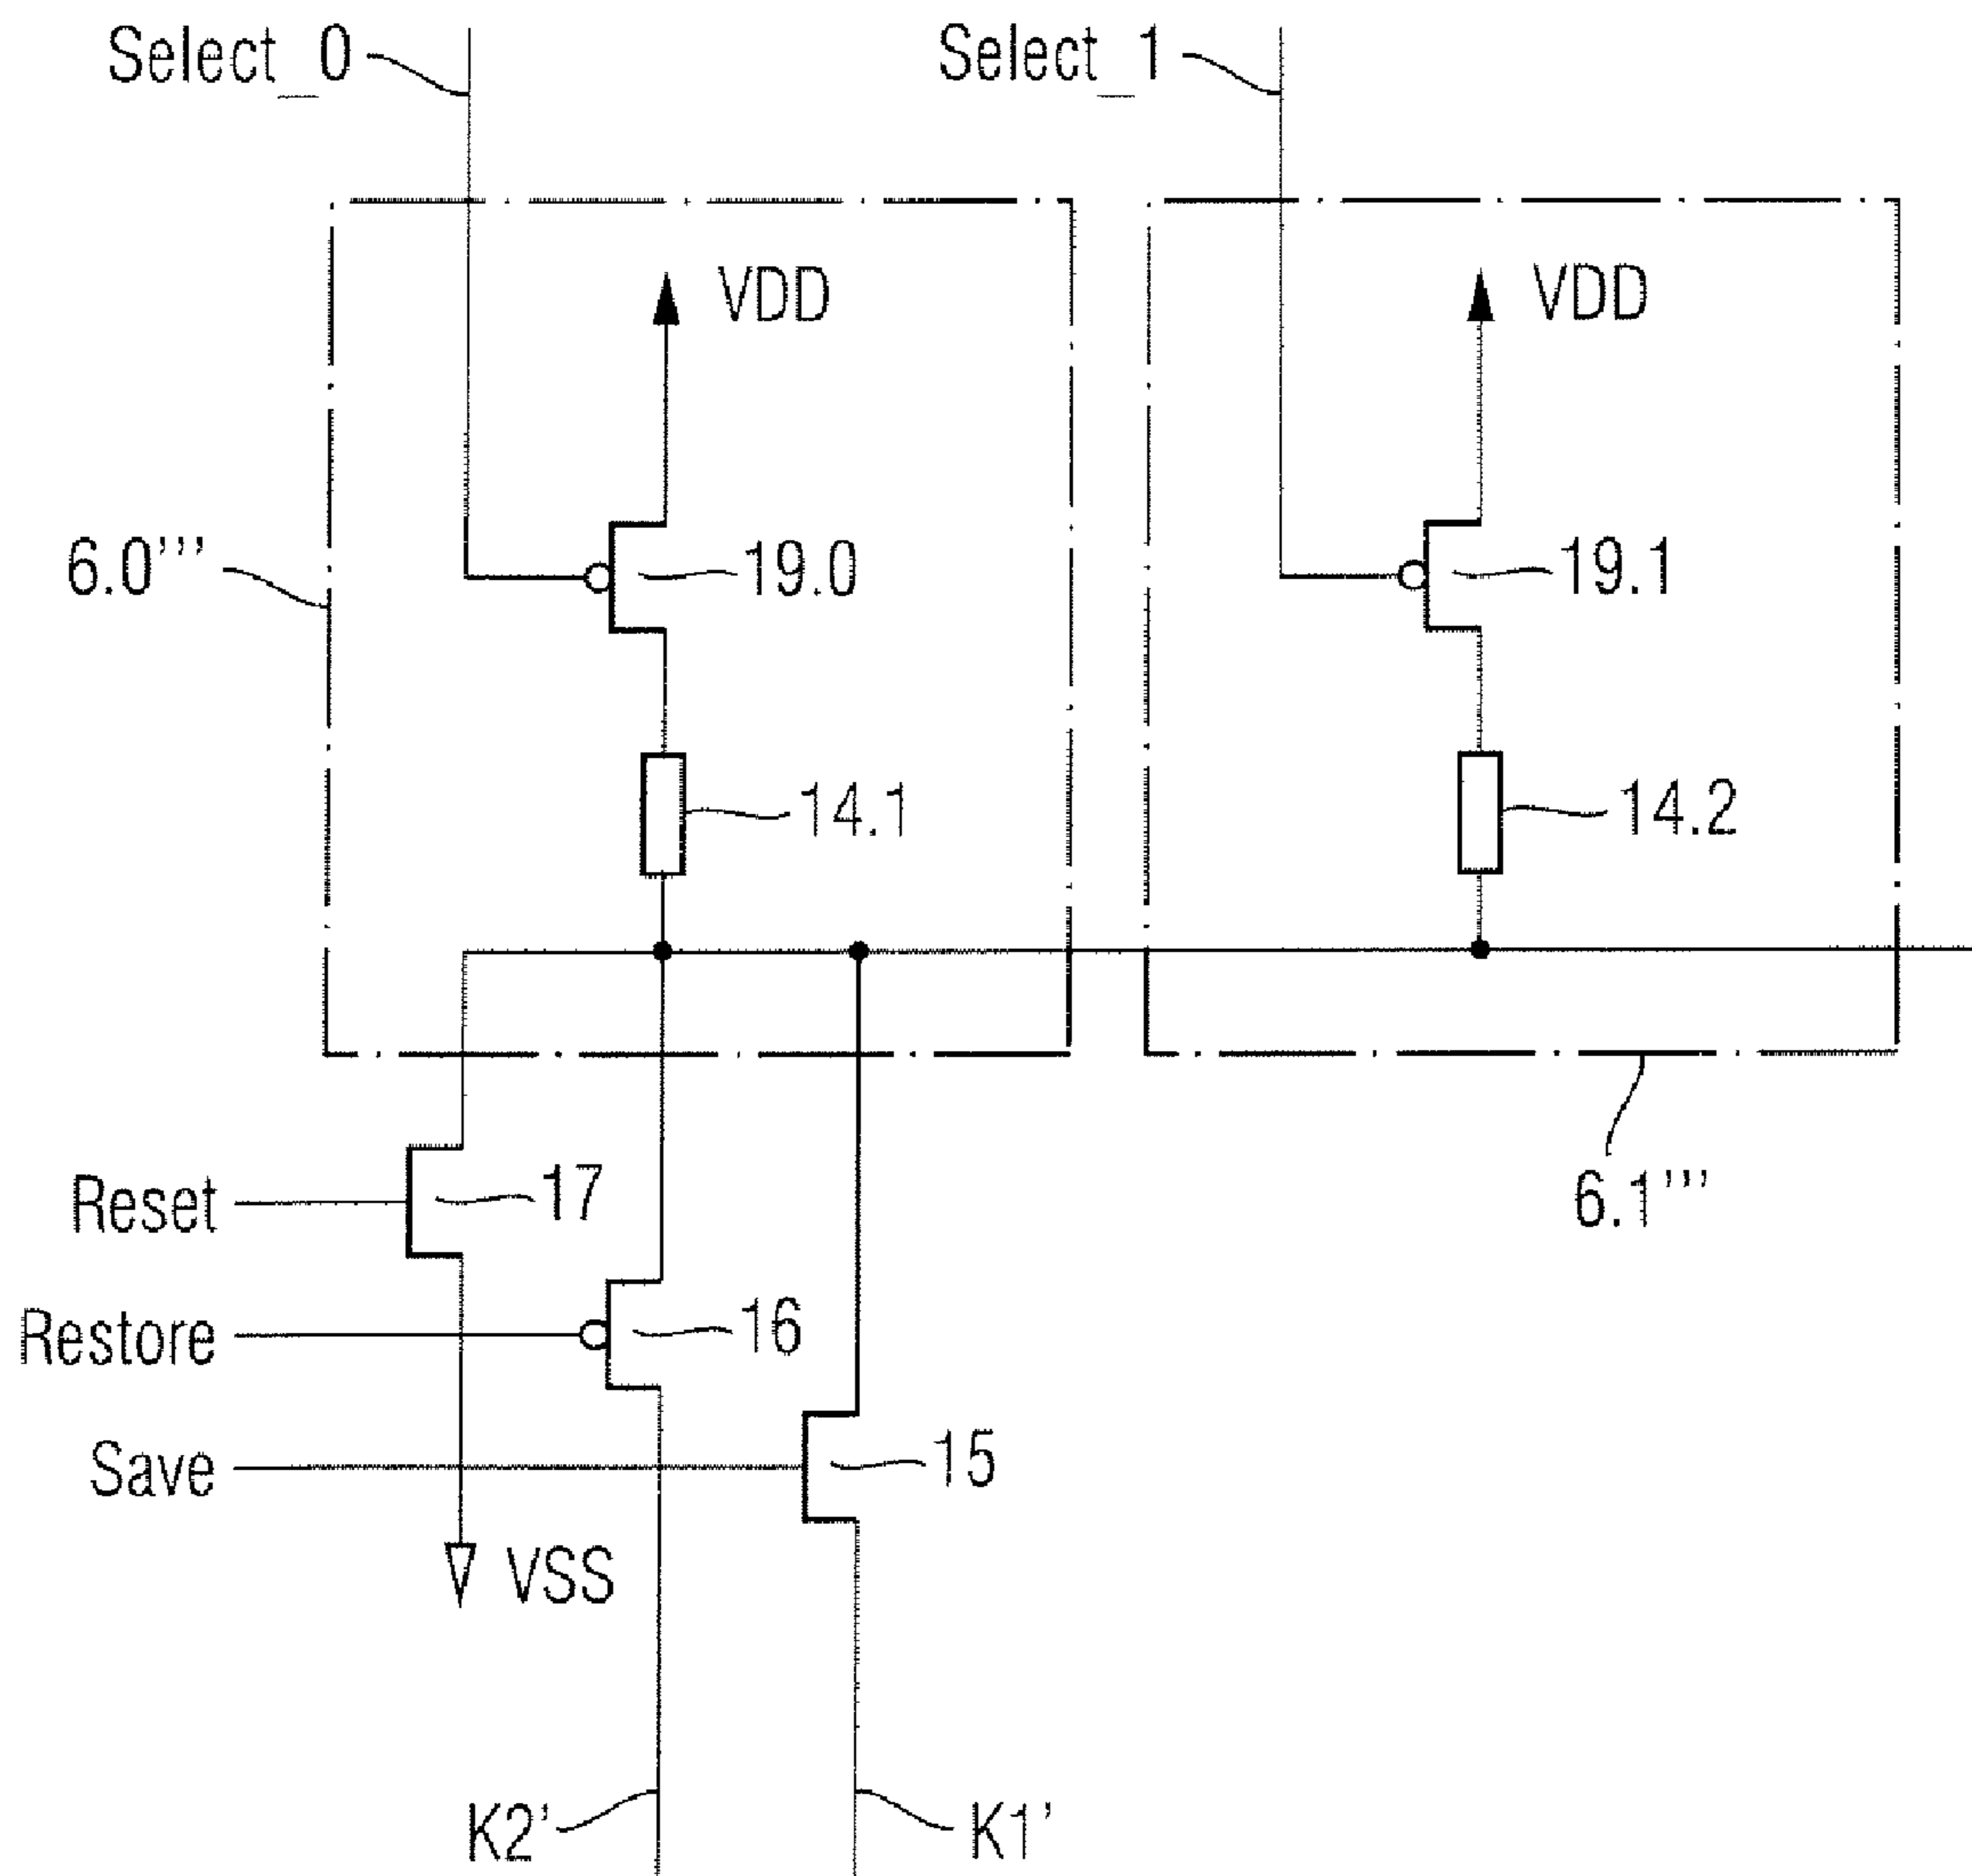 Select_0
Select_1
VDD
VDD
6.0'''
19.0
19.1
14.1
14.2
Reset
17
6.1'''
Restore
16
Save
15
VSS
K2'
K1'